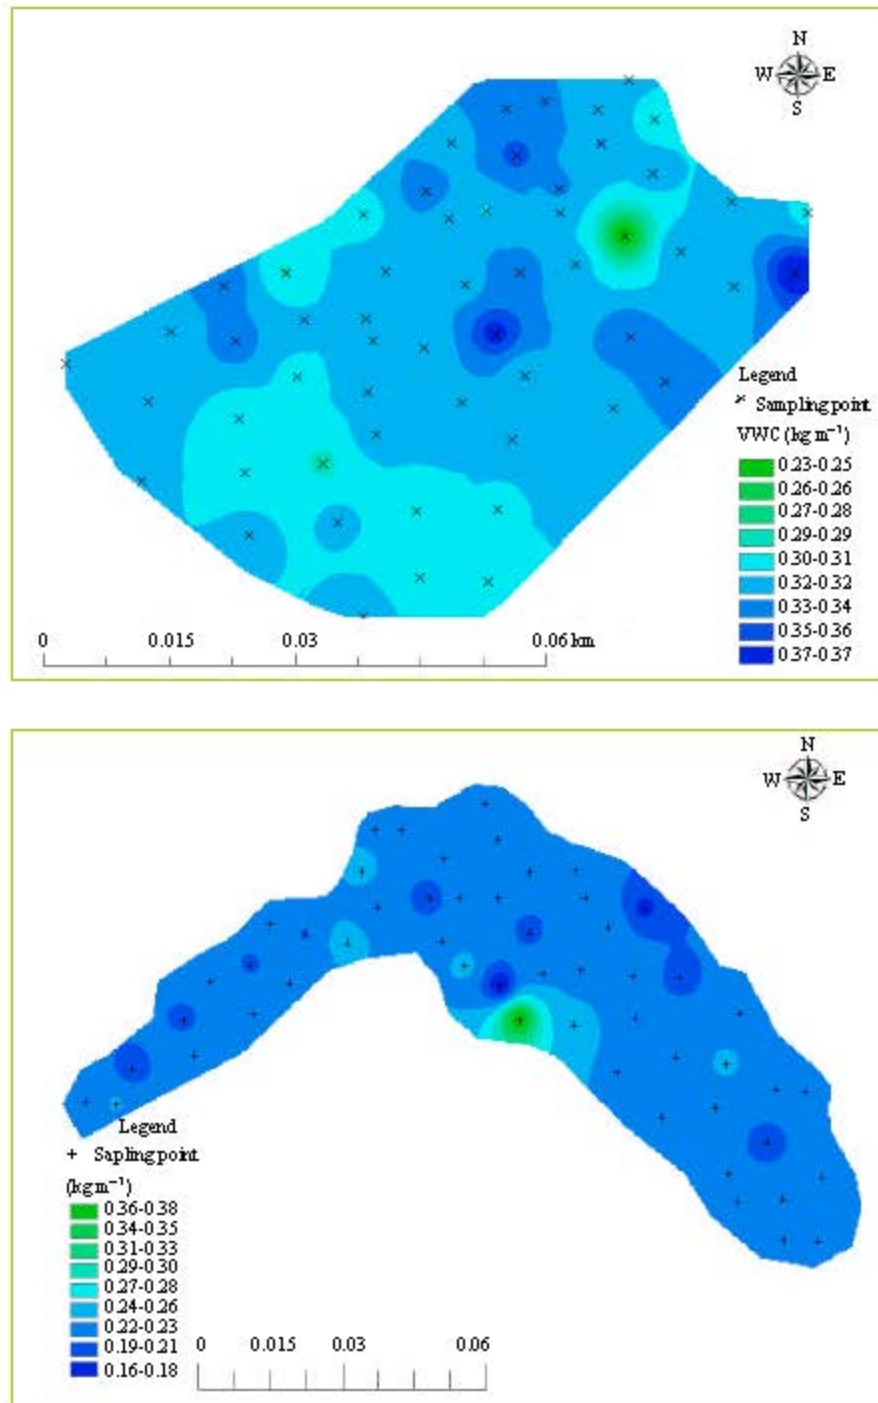 N
W E
S
Legend
× Sampling point
VWC (kg m⁻¹)
0.23-0.25
0.26-0.26
0.27-0.28
0.29-0.29
0.30-0.31
0.32-0.32
0.33-0.34
0.35-0.36
0.37-0.37
0 0.015 0.03 0.06 km
N
W E
S
Legend
+ Sapling point
(kg m⁻¹)
0.36-0.38
0.34-0.35
0.31-0.33
0.29-0.30
0.27-0.28
0.24-0.26
0.22-0.23
0.19-0.21
0.16-0.18
0 0.015 0.03 0.06